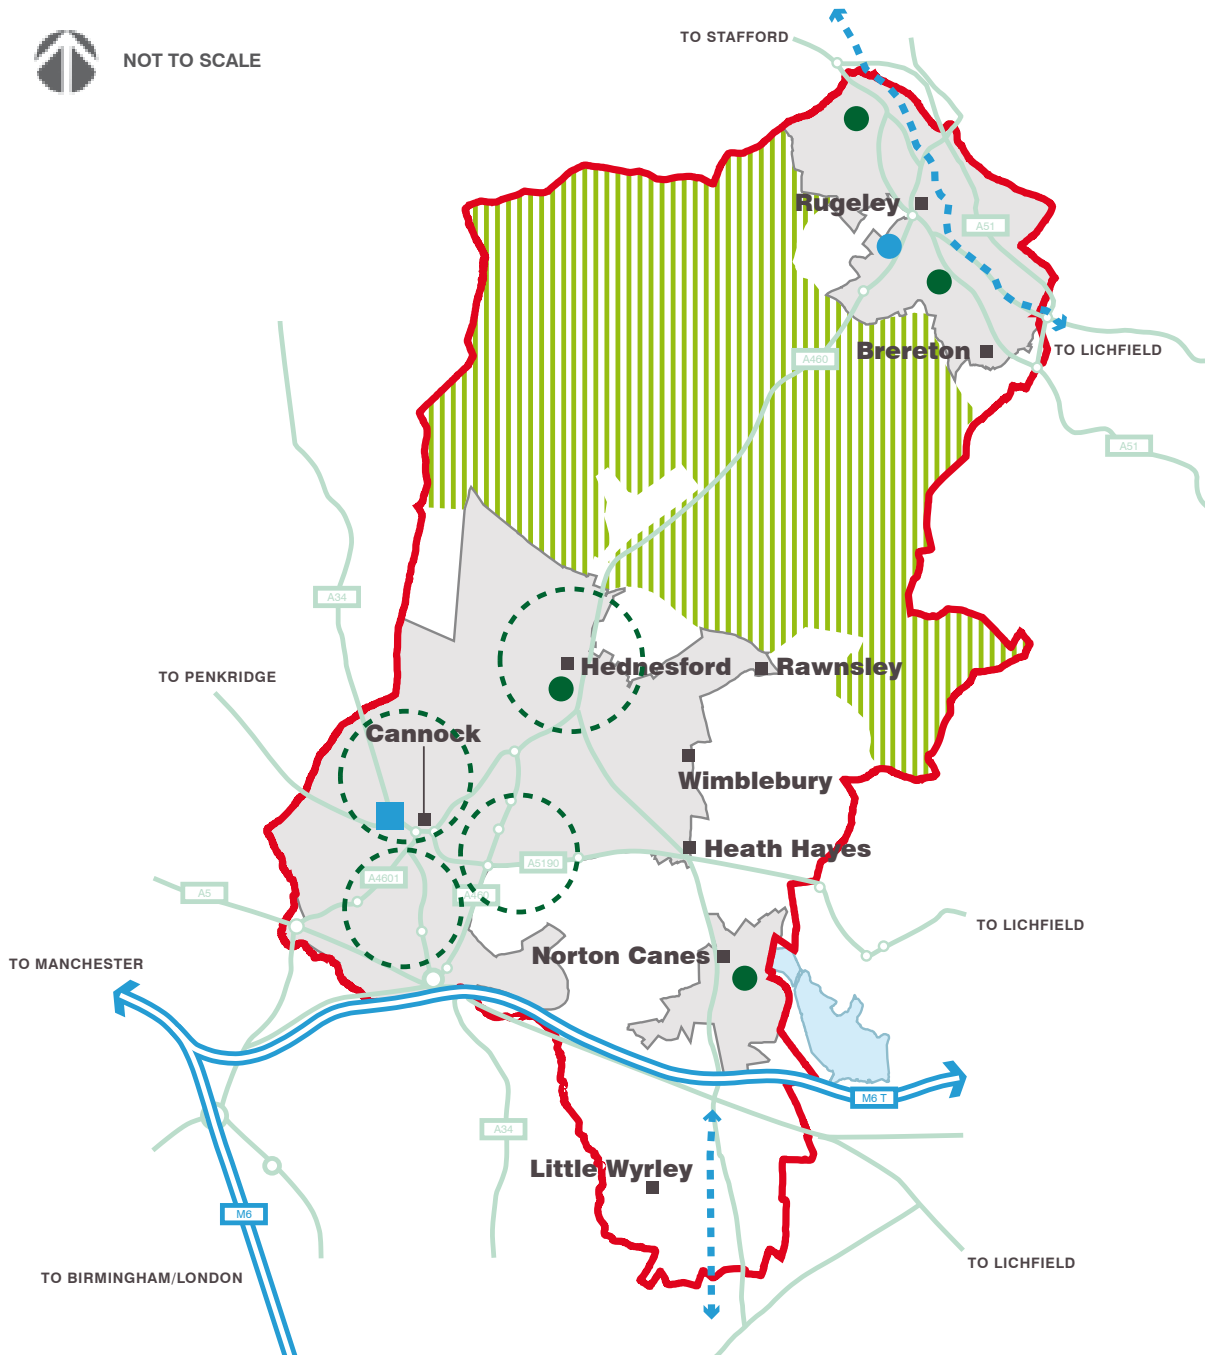 TO STAFFORD
NOT TO SCALE
Rugeley
A51
Brereton
TO LICHFIELD
A460
A51
A34
Hednesford
Rawnsley
TO PENKRIDGE
Cannock
Wimblebury
Heath Hayes
A5190
A4601
A5
A460
TO LICHFIELD
Norton Canes
TO MANCHESTER
M6 T
A34
Little Wyrley
M6
TO LICHFIELD
TO BIRMINGHAM/LONDON